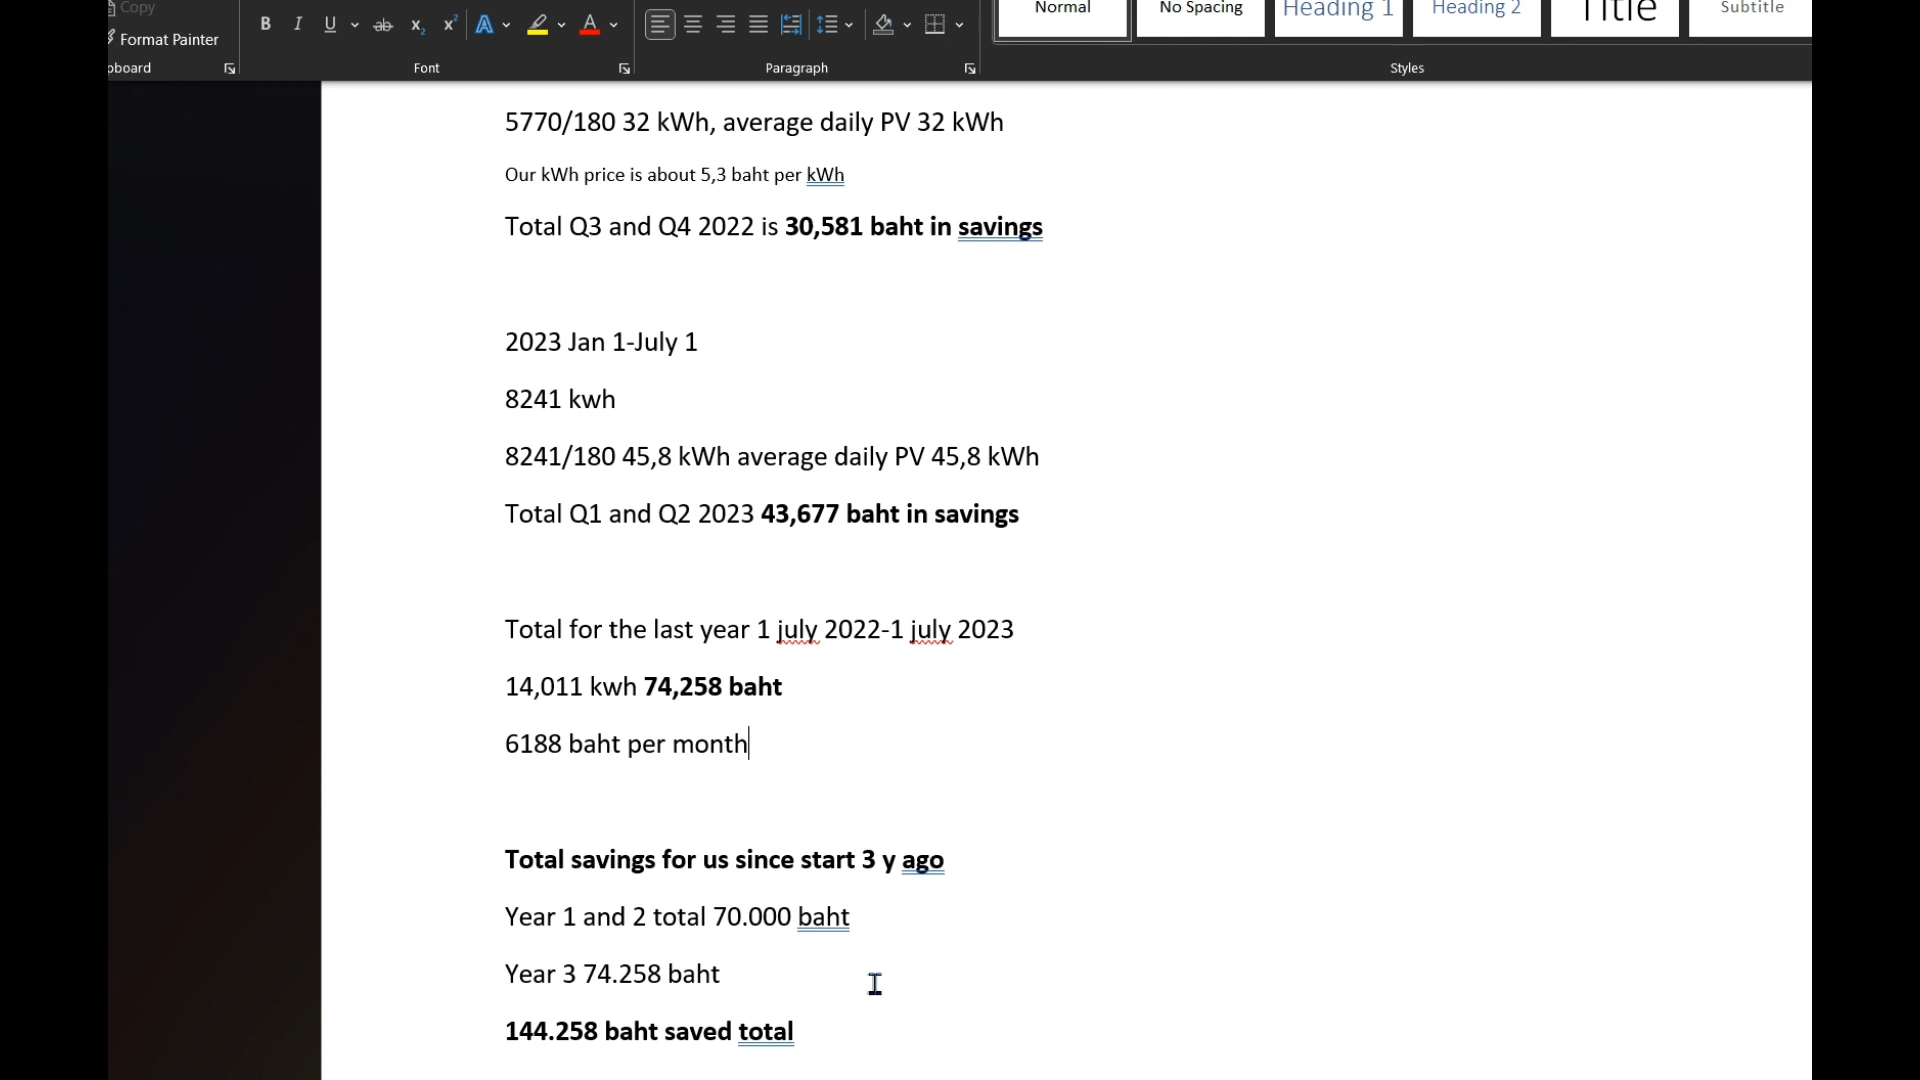 Copy
Format Painter
board
B I U ab x2 x2 A A
Font
Paragraph
Normal
No Spacing
Heading 1
Heading 2
Title
Subtitle
Styles
5770/180 32 kWh, average daily PV 32 kWh
Our kWh price is about 5,3 baht per kWh
Total Q3 and Q4 2022 is 30,581 baht in savings
2023 Jan 1-July 1
8241 kwh
8241/180 45,8 kWh average daily PV 45,8 kWh
Total Q1 and Q2 2023 43,677 baht in savings
Total for the last year 1 july 2022-1 july 2023
14,011 kwh 74,258 baht
6188 baht per month
Total savings for us since start 3 y ago
Year 1 and 2 total 70.000 baht
Year 3 74.258 baht
144.258 baht saved total